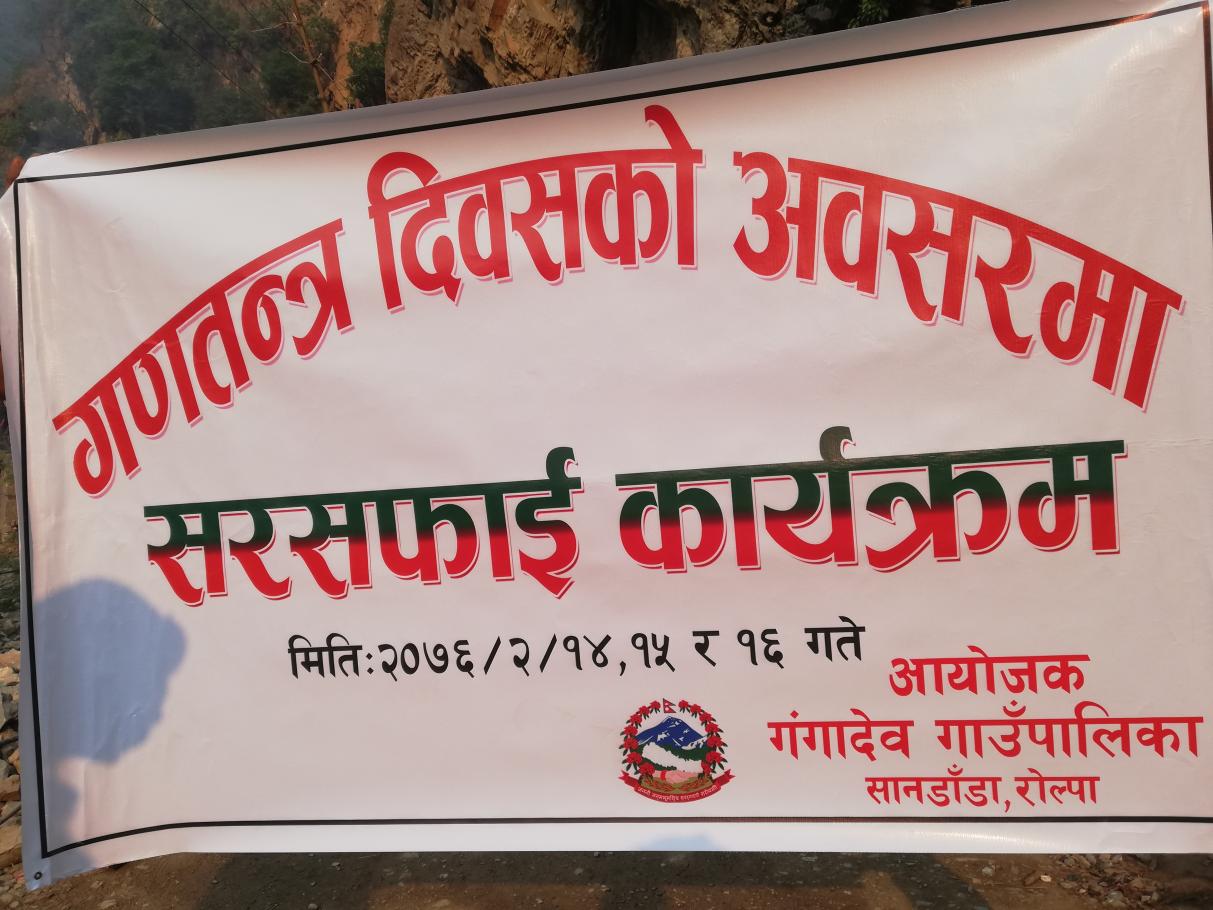 गणतन्त्र दिवसको अवसरमा
सरसफाई कार्यक्रम
मिति:२०७६/२/१४,१५ र १६ गते
आयोजक
गंगादेव गाउँपालिका
सानडाँडा,रोल्पा